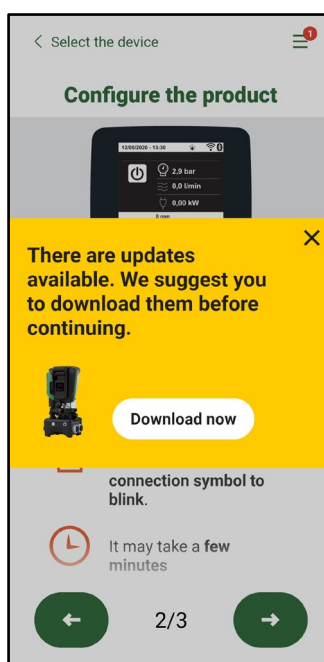 Select the device
1
Configure the product
12/06/2020 - 13:30
2,9 bar
0,0 l/min
0,00 kW
There are updates
available. We suggest you
to download them before
continuing.
Download now
connection symbol to
blink.
It may take a few
minutes
2/3